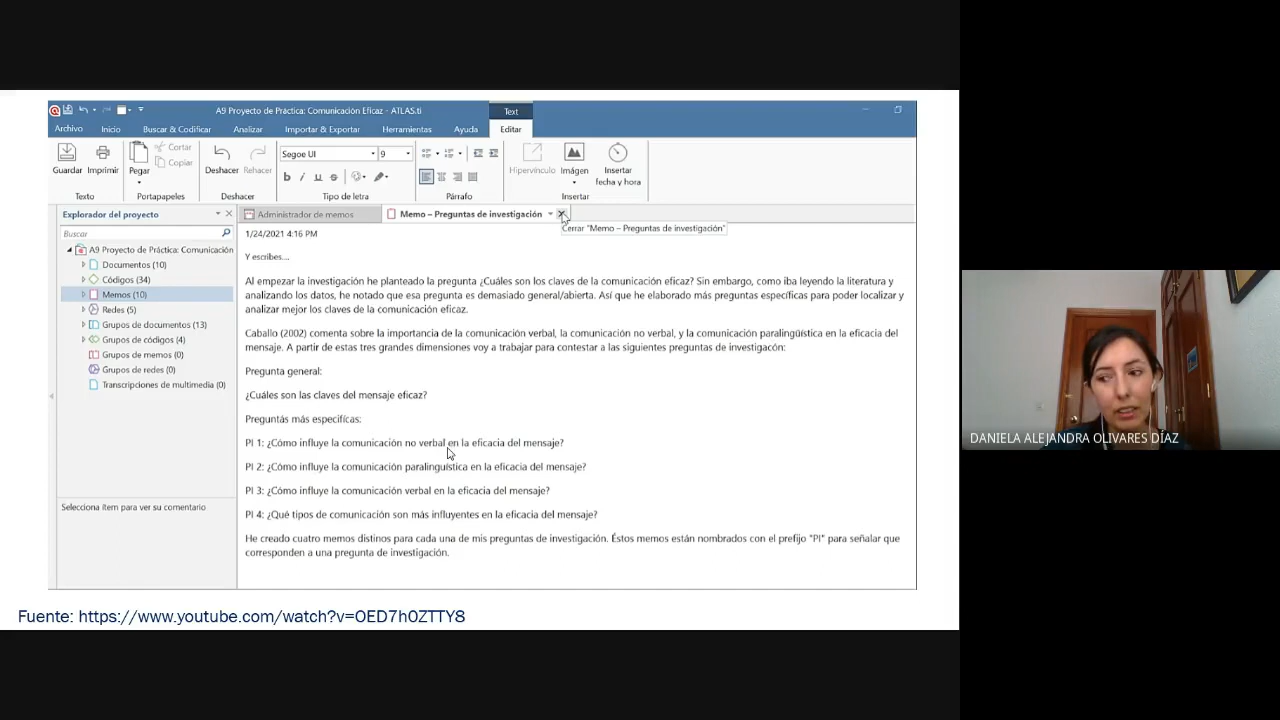 A9 Proyecto de Práctica: Comunicación Eficaz - ATLAS.ti
Text
Archivo Inicio Buscar & Codificar Analizar Importar & Exportar Herramientas Ayuda Editar
Guardar Imprimir Pegar Cortar Copiar Deshacer Rehacer Segoe UI 9 Hipervínculo Imágen Insertar fecha y hora
Texto Portapapeles Deshacer Tipo de letra Párrafo Insertar
Explorador del proyecto
Buscar
A9 Proyecto de Práctica: Comunicación
Documentos (10)
Códigos (34)
Memos (10)
Redes (5)
Grupos de documentos (13)
Grupos de códigos (4)
Grupos de memos (0)
Grupos de redes (0)
Transcripciones de multimedia (0)
Selecciona ítem para ver su comentario
Administrador de memos
Memo – Preguntas de investigación
Cerrar "Memo – Preguntas de investigación"
1/24/2021 4:16 PM
Y escribes....
Al empezar la investigación he planteado la pregunta ¿Cuáles son los claves de la comunicación eficaz? Sin embargo, como iba leyendo la literatura y
analizando los datos, he notado que esa pregunta es demasiado general/abierta. Así que he elaborado más preguntas específicas para poder localizar y
analizar mejor los claves de la comunicación eficaz.
Caballo (2002) comenta sobre la importancia de la comunicación verbal, la comunicación no verbal, y la comunicación paralingüística en la eficacia del
mensaje. A partir de estas tres grandes dimensiones voy a trabajar para contestar a las siguientes preguntas de investigacón:
Pregunta general:
¿Cuáles son las claves del mensaje eficaz?
Preguntás más especifícas:
PI 1: ¿Cómo influye la comunicación no verbal en la eficacia del mensaje?
PI 2: ¿Cómo influye la comunicación paralinguística en la eficacia del mensaje?
PI 3: ¿Cómo influye la comunicación verbal en la eficacia del mensaje?
PI 4: ¿Qué tipos de comunicación son más influyentes en la eficacia del mensaje?
He creado cuatro memos distinos para cada una de mis preguntas de investigación. Éstos memos están nombrados con el prefijo "PI" para señalar que
corresponden a una pregunta de investigación.
Fuente: https://www.youtube.com/watch?v=OED7h0ZTTY8
DANIELA ALEJANDRA OLIVARES DÍAZ